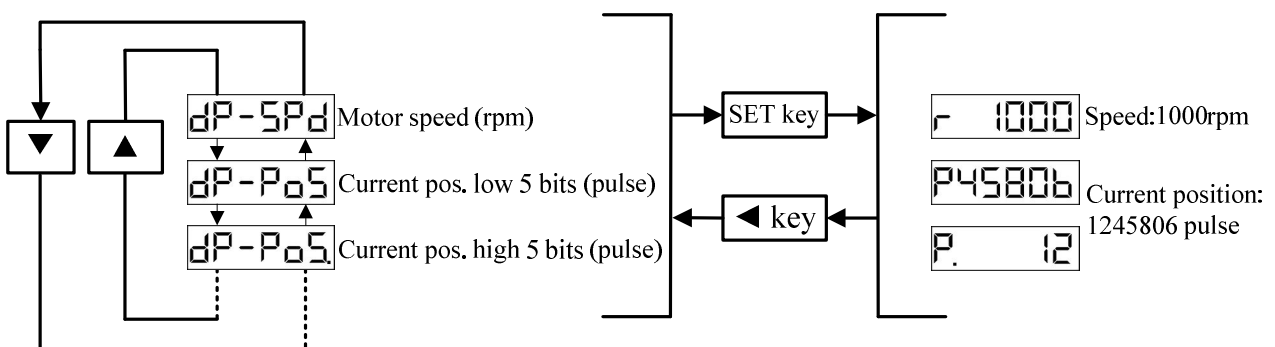 dP-SPd Motor speed (rpm)
dP-PoS Current pos. low 5 bits (pulse)
dP-PoS. Current pos. high 5 bits (pulse)
SET key
◄ key
r 1000 Speed:1000rpm
P45806 Current position:
1245806 pulse
P. 12